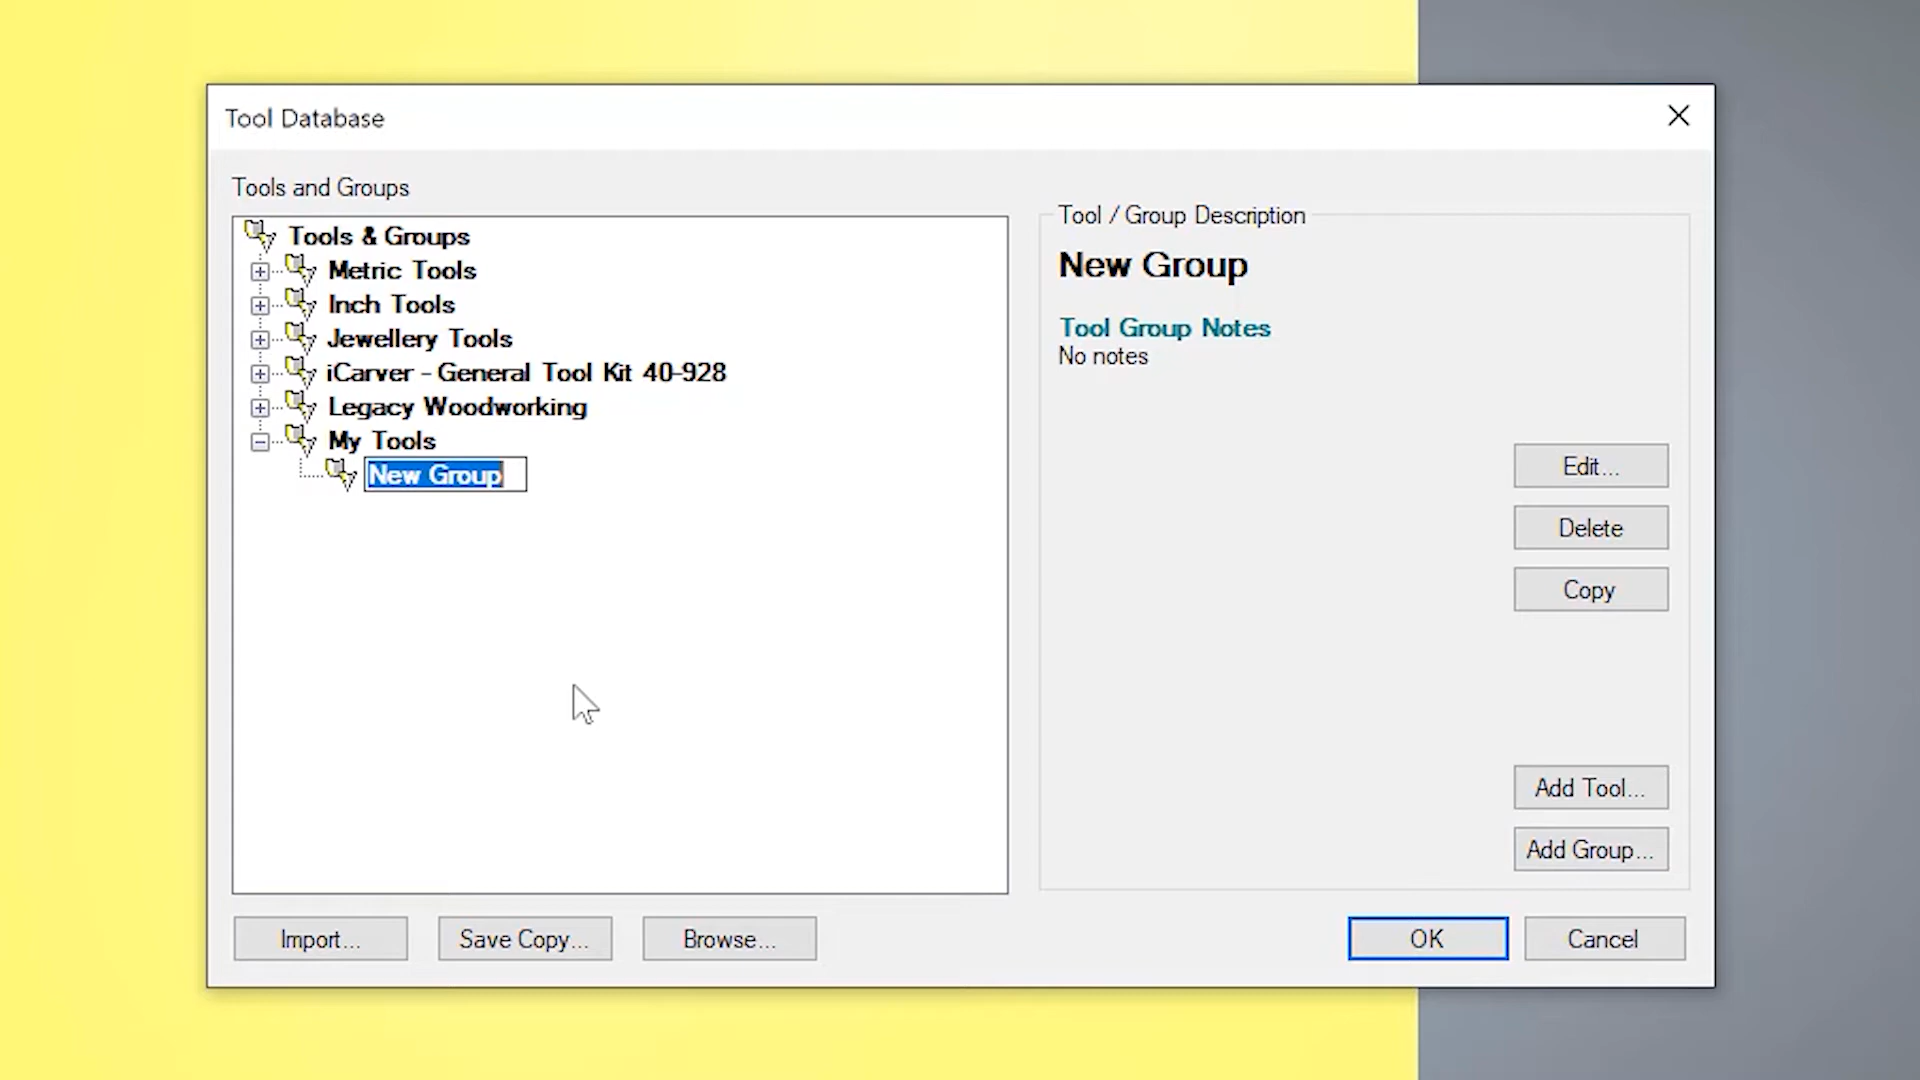 Tool Database
Tools and Groups
Tools & Groups
Metric Tools
Inch Tools
Jewellery Tools
iCarver - General Tool Kit 40-928
Legacy Woodworking
My Tools
New Group
Tool / Group Description
New Group
Tool Group Notes
No notes
Edit...
Delete
Copy
Add Tool...
Add Group...
Import...
Save Copy...
Browse...
OK
Cancel